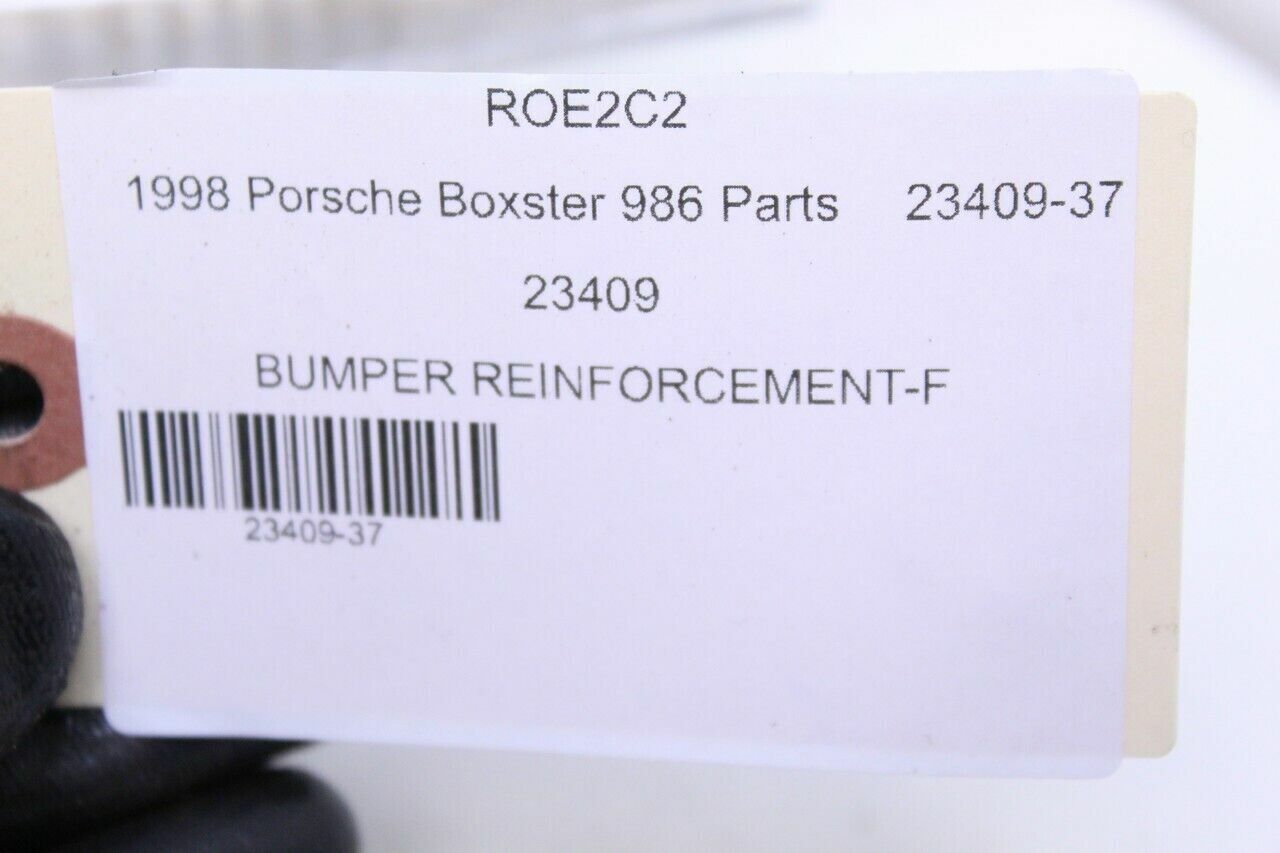 ROE2C2
1998 Porsche Boxster 986 Parts 23409-37
23409
BUMPER REINFORCEMENT-F
23409-37